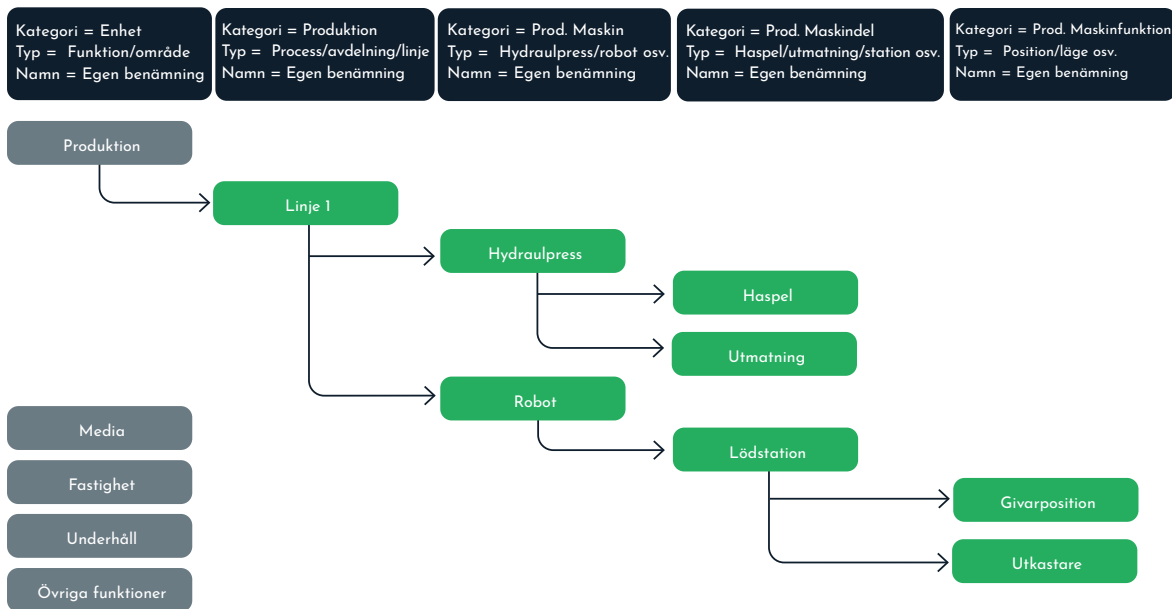 Kategori = Enhet
Typ = Funktion/område
Namn = Egen benämning
Kategori = Produktion
Typ = Process/avdelning/linje
Namn = Egen benämning
Kategori = Prod. Maskin
Typ = Hydraulpress/robot osv.
Namn = Egen benämning
Kategori = Prod. Maskindel
Typ = Haspel/utmatning/station osv.
Namn = Egen benämning
Kategori = Prod. Maskinfunktion
Typ = Position/läge osv.
Namn = Egen benämning
Produktion
Linje 1
Hydraulpress
Haspel
Utmatning
Robot
Lödstation
Givarposition
Utkastare
Media
Fastighet
Underhåll
Övriga funktioner